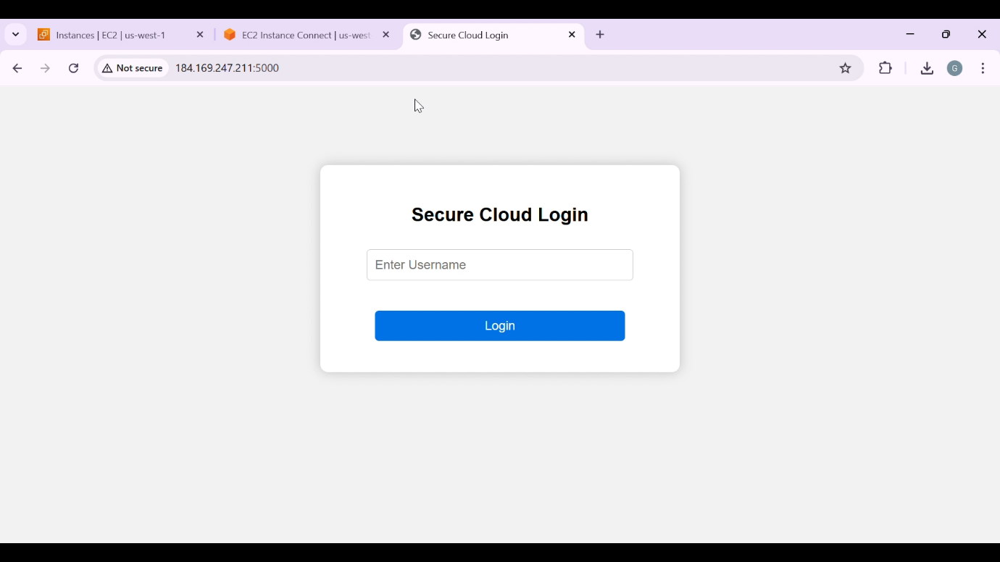 Instances | EC2 | us-west-1
EC2 Instance Connect | us-west
Secure Cloud Login
Not secure
184.169.247.211:5000
G
Secure Cloud Login
Enter Username
Login